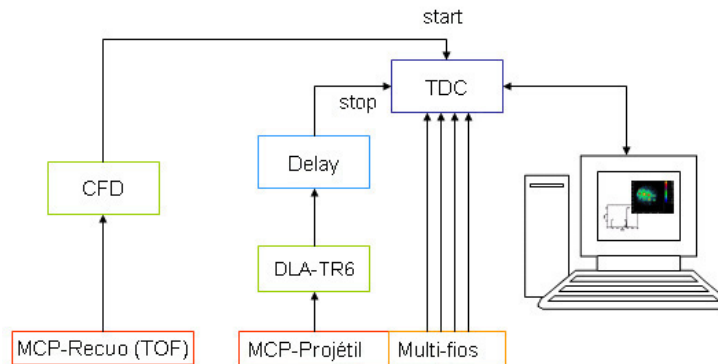 start
TDC
stop
Delay
CFD
DLA-TR6
MCP-Recuo (TOF)
MCP-Projétil
Multi-fios